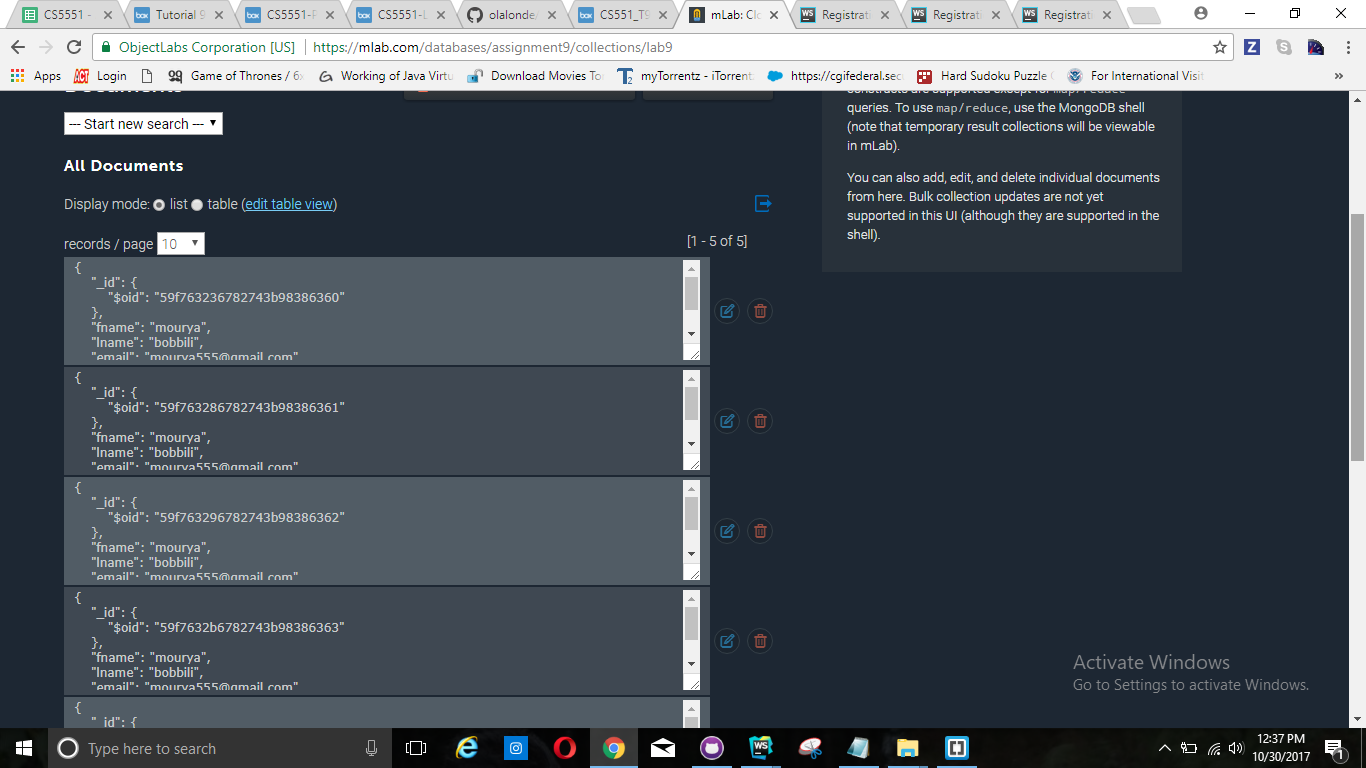 CS5551 -
Tutorial 9
CS5551-F
CS5551-L
olalonde/
CS551_T9
mLab: Clo
Registrati
Registrati
Registrati
ObjectLabs Corporation [US]
https://mlab.com/databases/assignment9/collections/lab9
Apps
ACT Login
Game of Thrones / 6x
Working of Java Virtu
Download Movies To
myTorrentz - iTorrent
https://cgifederal.sec
Hard Sudoku Puzzle
For International Visit
»
Documents
--- Start new search ---
All Documents
Display mode: list table (edit table view)
records / page 10
[1 - 5 of 5]
{
"_id": {
"$oid": "59f763236782743b98386360"
},
"fname": "mourya",
"lname": "bobbili",
"email": "mourya555@gmail.com"
{
"_id": {
"$oid": "59f763286782743b98386361"
},
"fname": "mourya",
"lname": "bobbili",
"email": "mourya555@gmail.com"
{
"_id": {
"$oid": "59f763296782743b98386362"
},
"fname": "mourya",
"lname": "bobbili",
"email": "mourya555@gmail.com"
{
"_id": {
"$oid": "59f7632b6782743b98386363"
},
"fname": "mourya",
"lname": "bobbili",
"email": "mourya555@gmail.com"
{
"_id": {
constructs are supported except for map/reduce
queries. To use map/reduce, use the MongoDB shell
(note that temporary result collections will be viewable
in mLab).
You can also add, edit, and delete individual documents
from here. Bulk collection updates are not yet
supported in this UI (although they are supported in the
shell).
Activate Windows
Go to Settings to activate Windows.
Type here to search
12:37 PM
10/30/2017
1